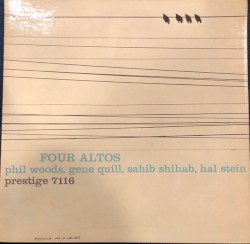 FOUR ALTOS
phil woods, gene quill, sahib shihab, hal stein
prestige 7116